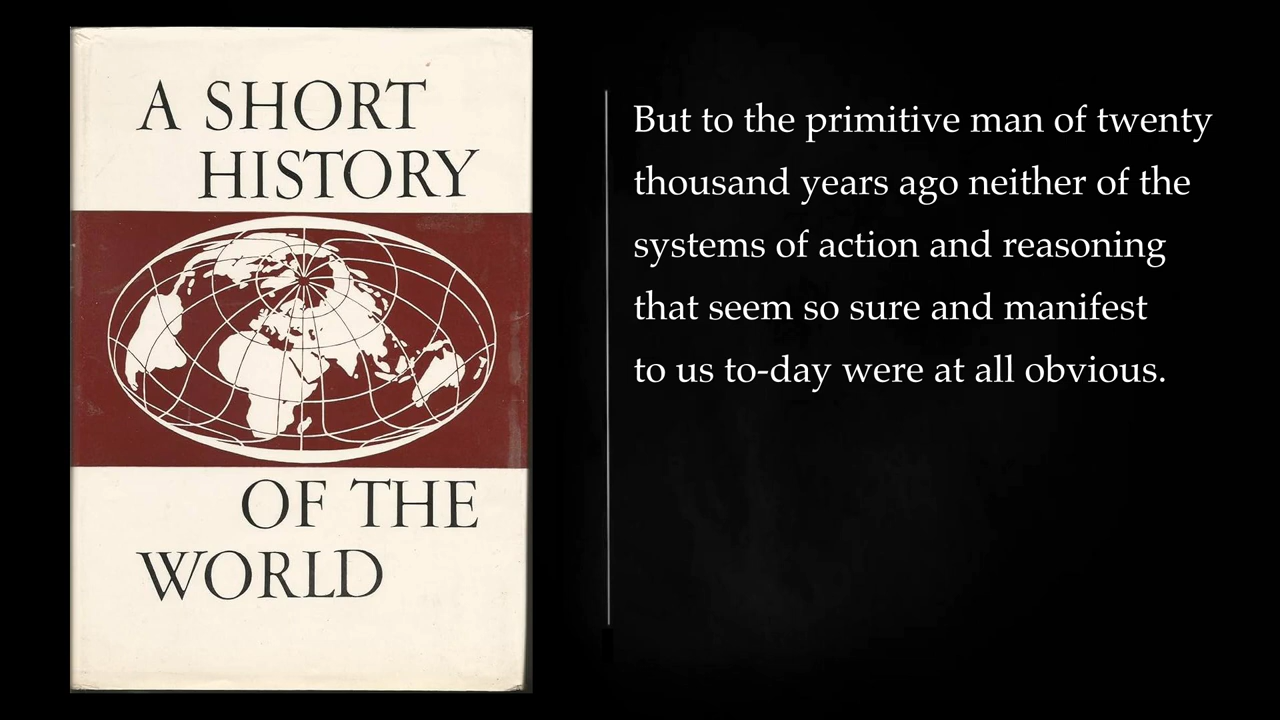 A SHORT
HISTORY
OF THE
WORLD
But to the primitive man of twenty
thousand years ago neither of the
systems of action and reasoning
that seem so sure and manifest
to us to-day were at all obvious.